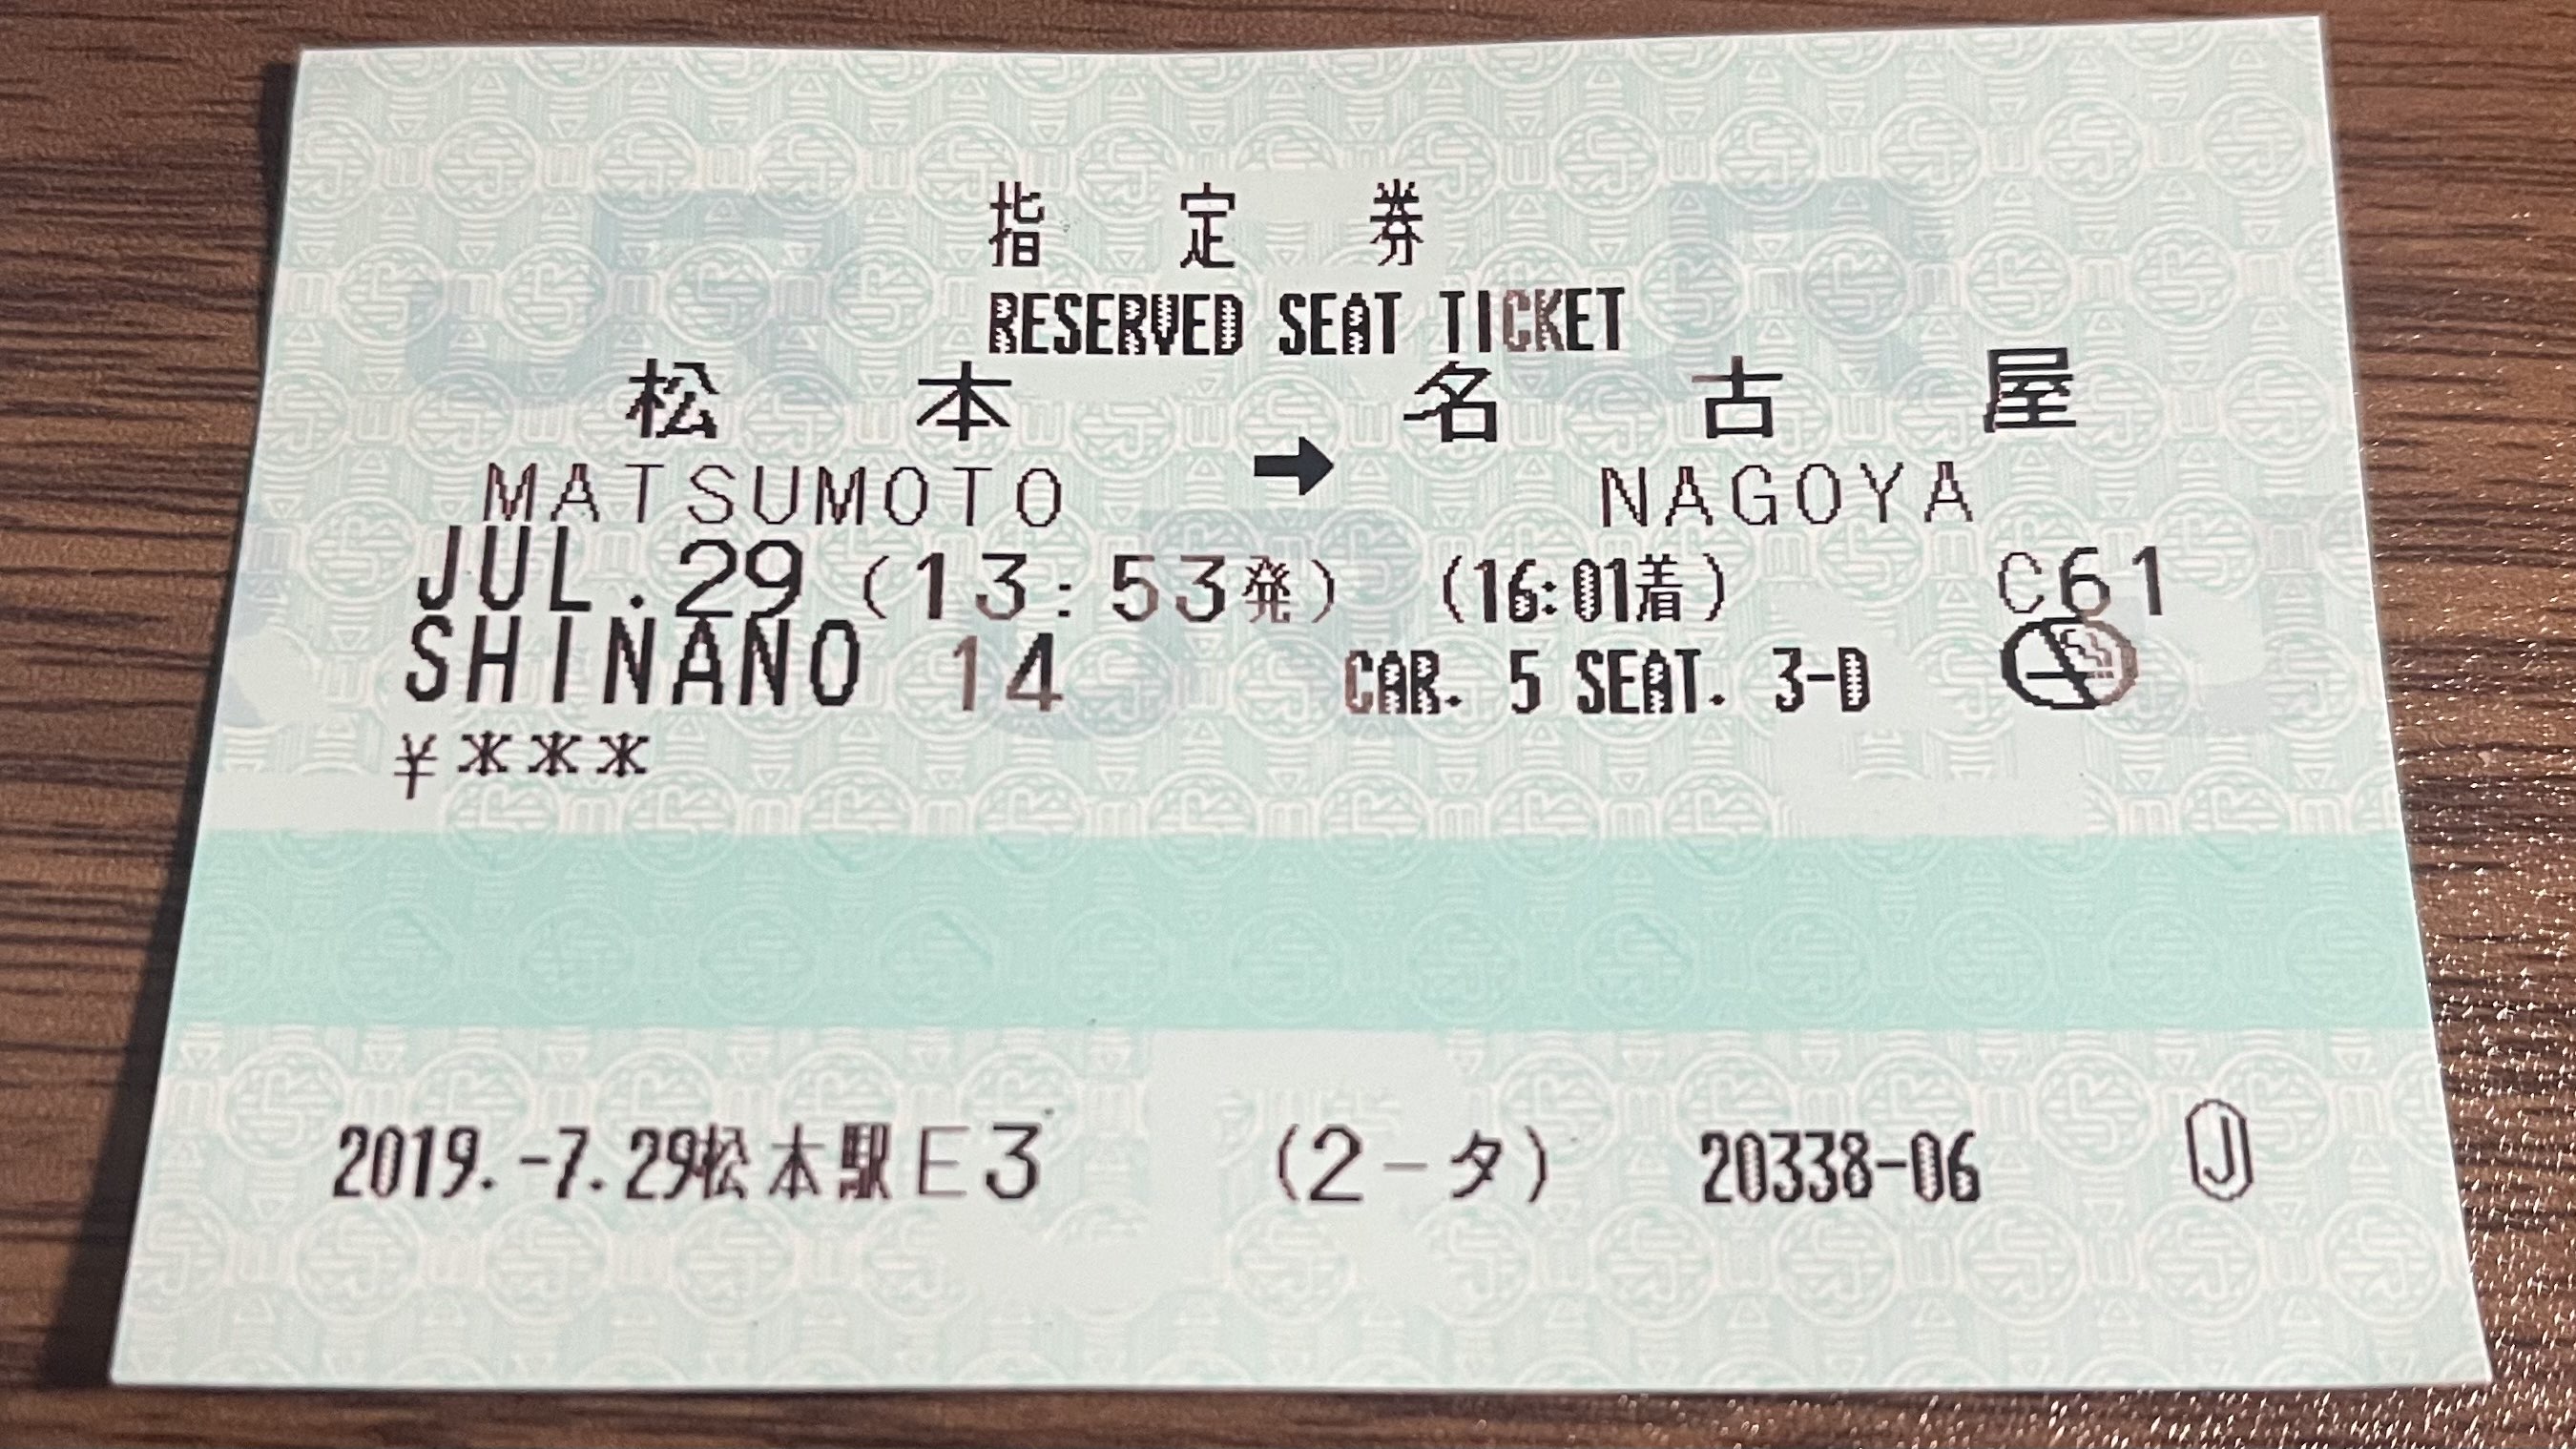 指定券
RESERVED SEAT TICKET
松本 ➡ 名古屋
MATSUMOTO NAGOYA
JUL.29 (13:53発) (16:01着) C61
SHINANO 14 CAR. 5 SEAT. 3-D
¥***
2019.-7.29松本駅E3 (2-タ) 20338-06 J